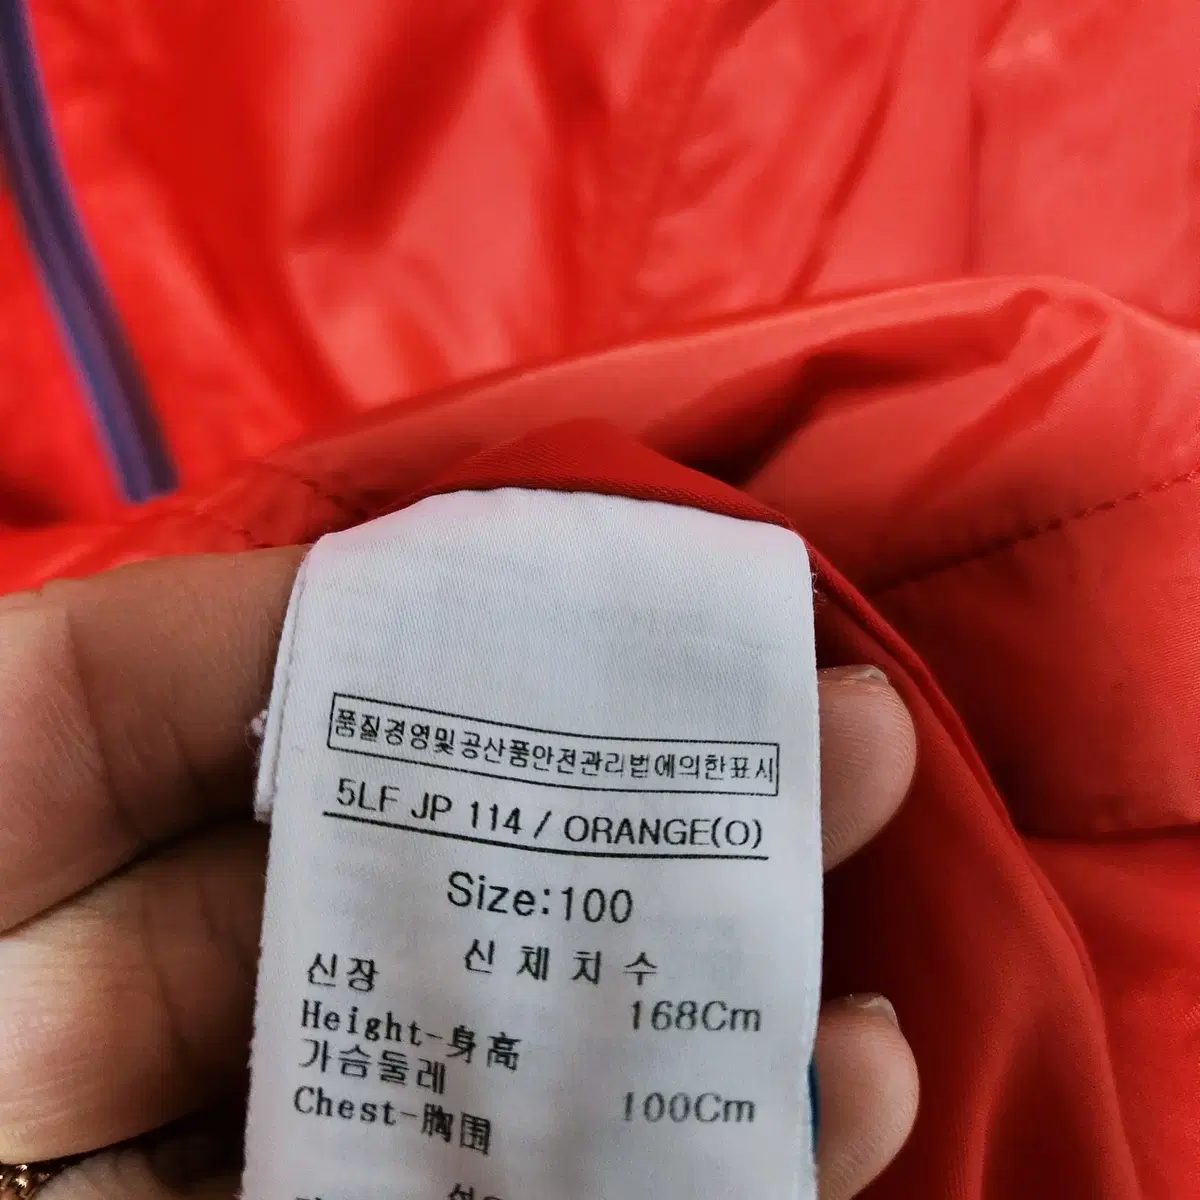 품질경영및공산품안전관리법에의한표시
5LF JP 114 / ORANGE(O)
Size:100
신 체 치 수
신장
Height-身高 168Cm
가슴둘레
Chest-胸围 100Cm